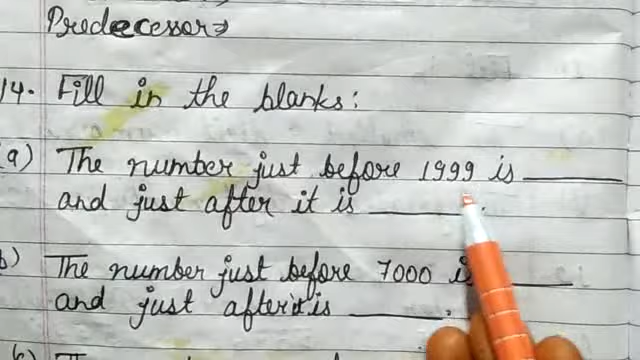 Predecessor⇒
14. Fill in the blanks:
(a) The number just before 1999 is ______
and just after it is ______.
b) The number just before 7000 is ______
and just after it is ______.